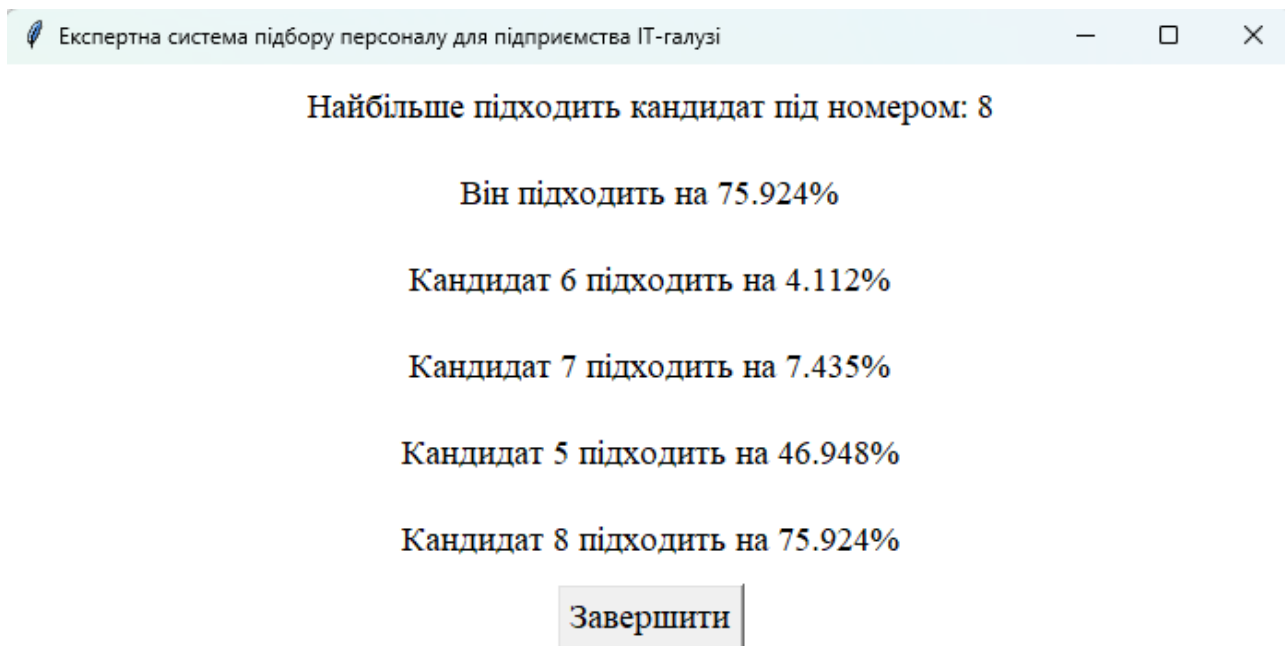 Експертна система підбору персоналу для підприємства ІТ-галузі
Найбільше підходить кандидат під номером: 8
Він підходить на 75.924%
Кандидат 6 підходить на 4.112%
Кандидат 7 підходить на 7.435%
Кандидат 5 підходить на 46.948%
Кандидат 8 підходить на 75.924%
Завершити